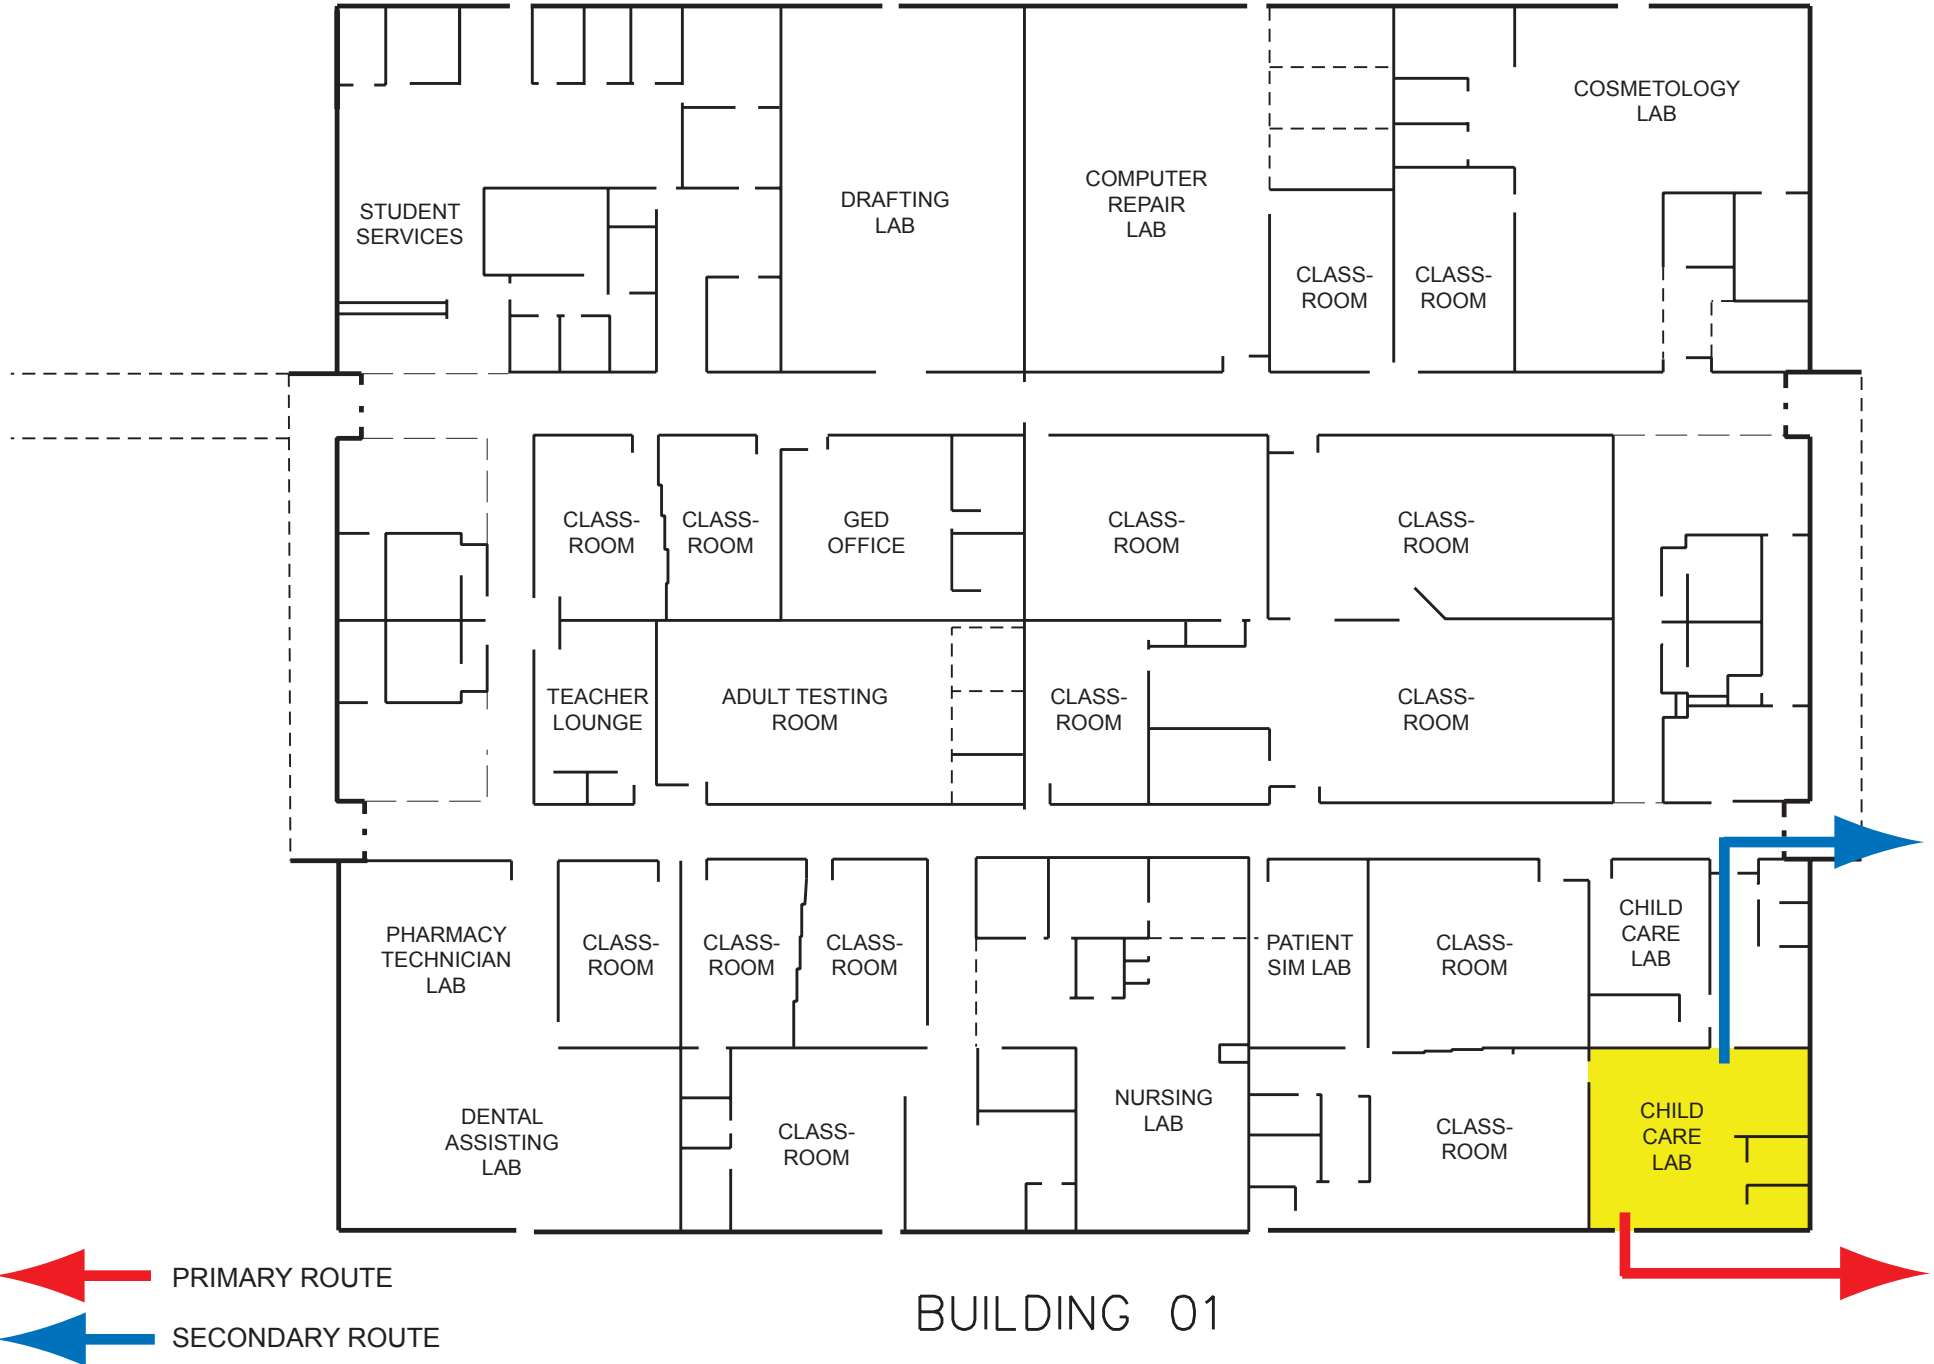 COSMETOLOGY
LAB
COMPUTER
REPAIR
LAB
DRAFTING
LAB
STUDENT
SERVICES
CLASS-
ROOM
CLASS-
ROOM
CLASS-
ROOM
CLASS-
ROOM
GED
OFFICE
CLASS-
ROOM
CLASS-
ROOM
TEACHER
LOUNGE
ADULT TESTING
ROOM
CLASS-
ROOM
CLASS-
ROOM
PHARMACY
TECHNICIAN
LAB
CLASS-
ROOM
CLASS-
ROOM
CLASS-
ROOM
PATIENT
SIM LAB
CLASS-
ROOM
CHILD
CARE
LAB
DENTAL
ASSISTING
LAB
CLASS-
ROOM
NURSING
LAB
CLASS-
ROOM
CHILD
CARE
LAB
PRIMARY ROUTE
SECONDARY ROUTE
BUILDING 01